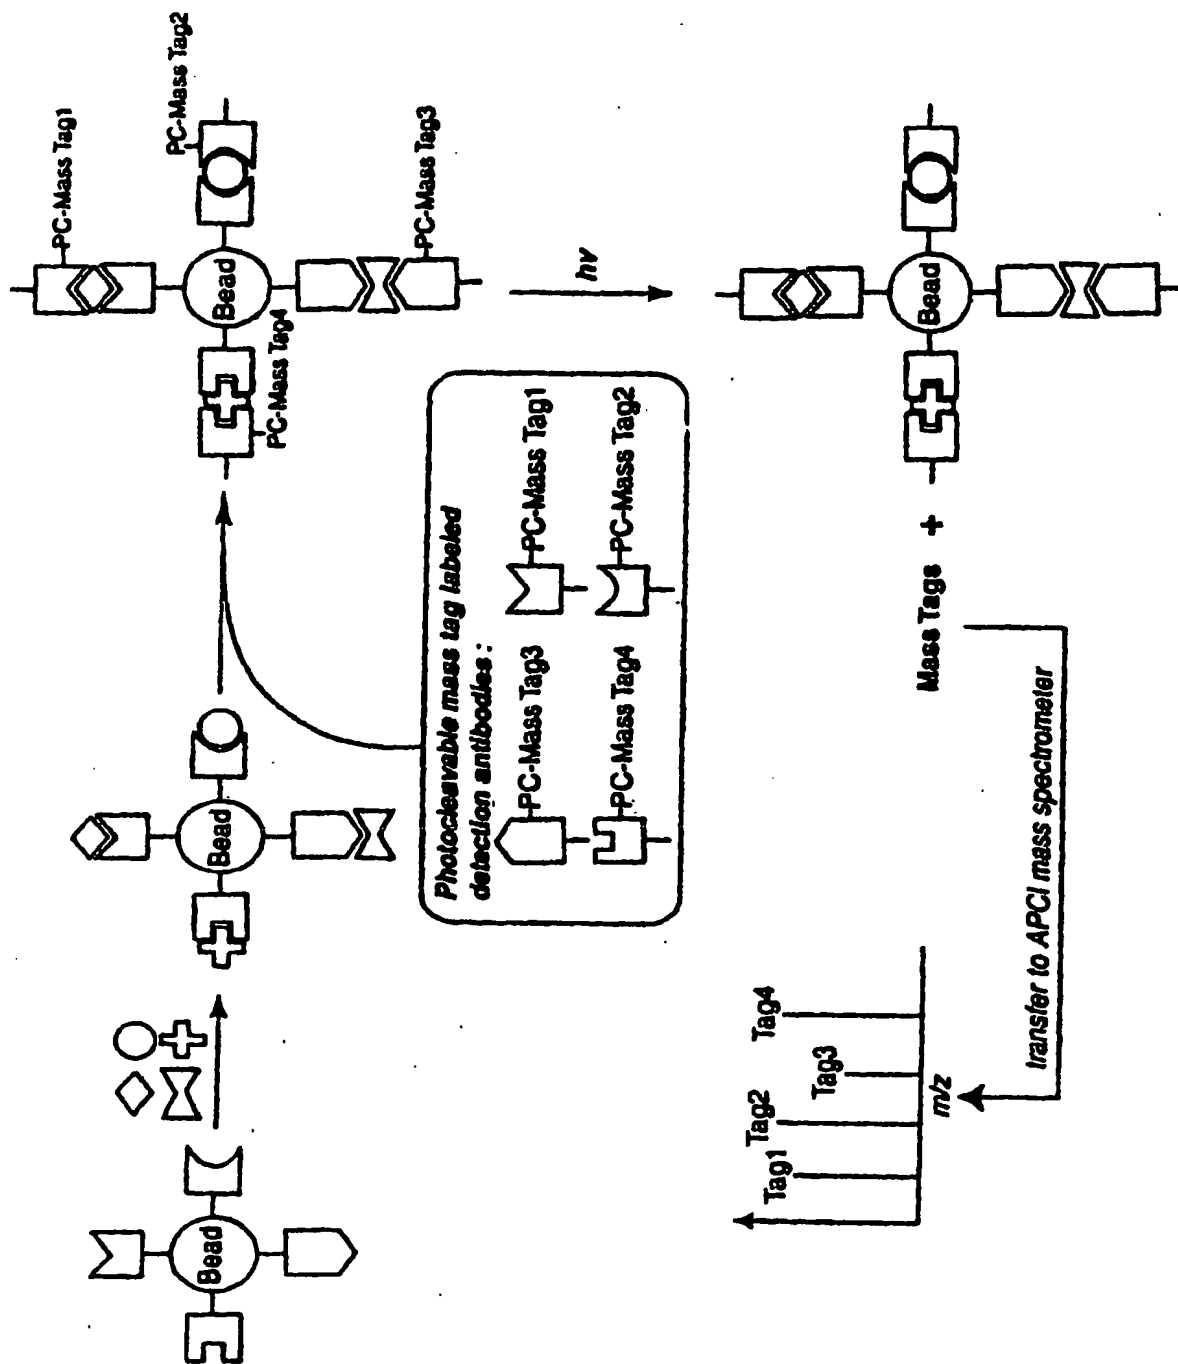 Bead
Bead
Photocleavable mass tag labeled
detection antibodies :
PC-Mass Tag3
PC-Mass Tag1
PC-Mass Tag4
PC-Mass Tag2
PC-Mass Tag1
PC-Mass Tag2
Bead
PC-Mass Tag4
PC-Mass Tag3
hv
Bead
Mass Tags +
transfer to APCI mass spectrometer
Tag1
Tag2
Tag3
Tag4
m/z